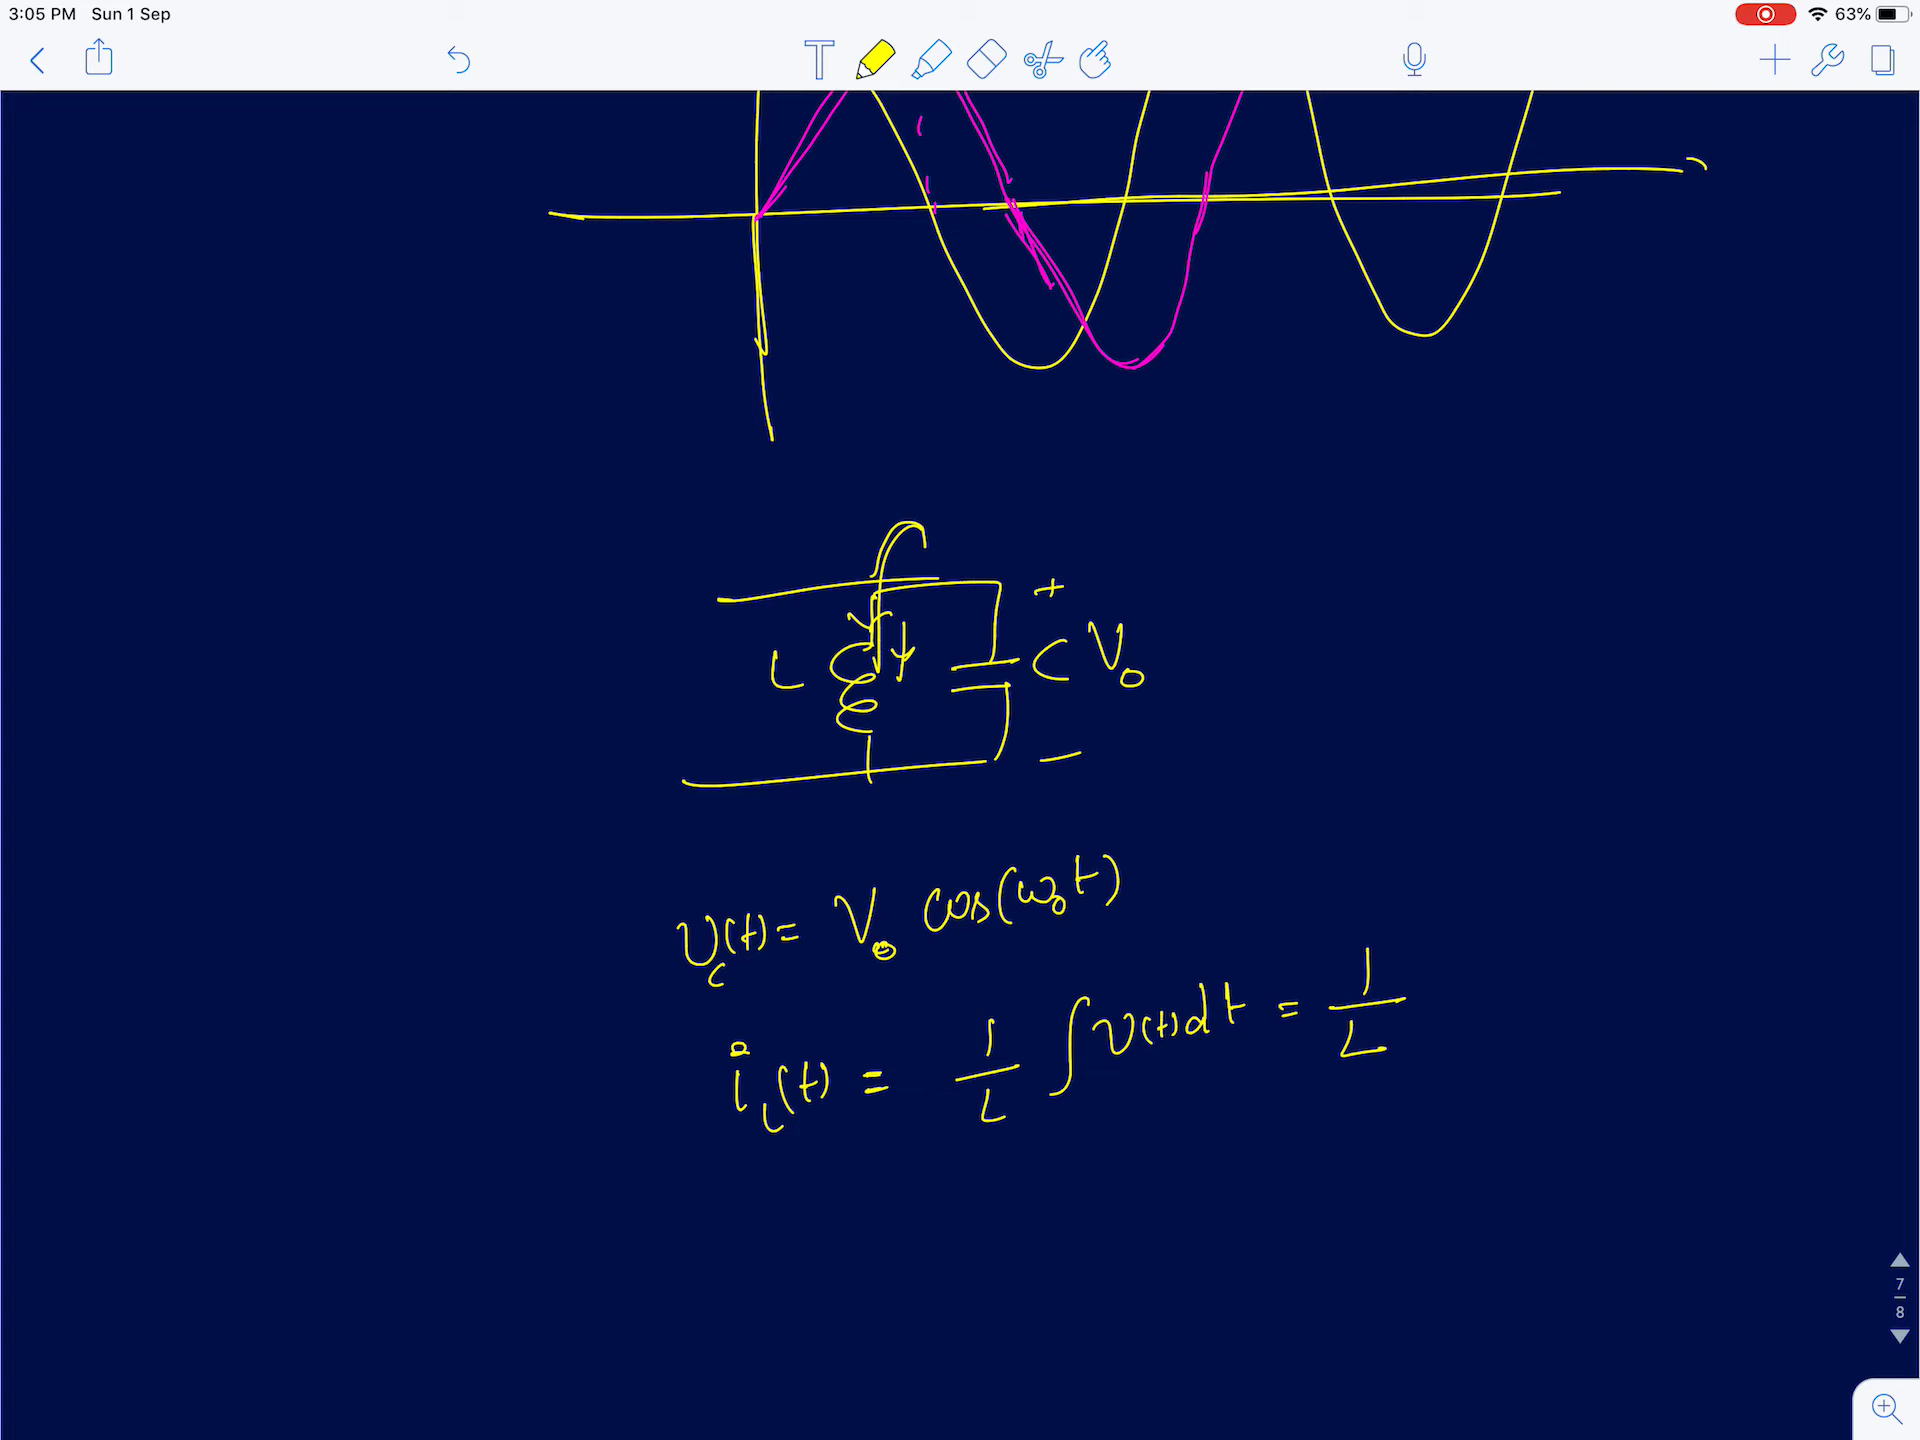 3:05 PM Sun 1 Sep 63%
T
+
L C V₀
−
v_c(t) = V₀ cos(ω₀t)
i_L(t) = 1/L ∫v(t)dt = 1/L
7
8